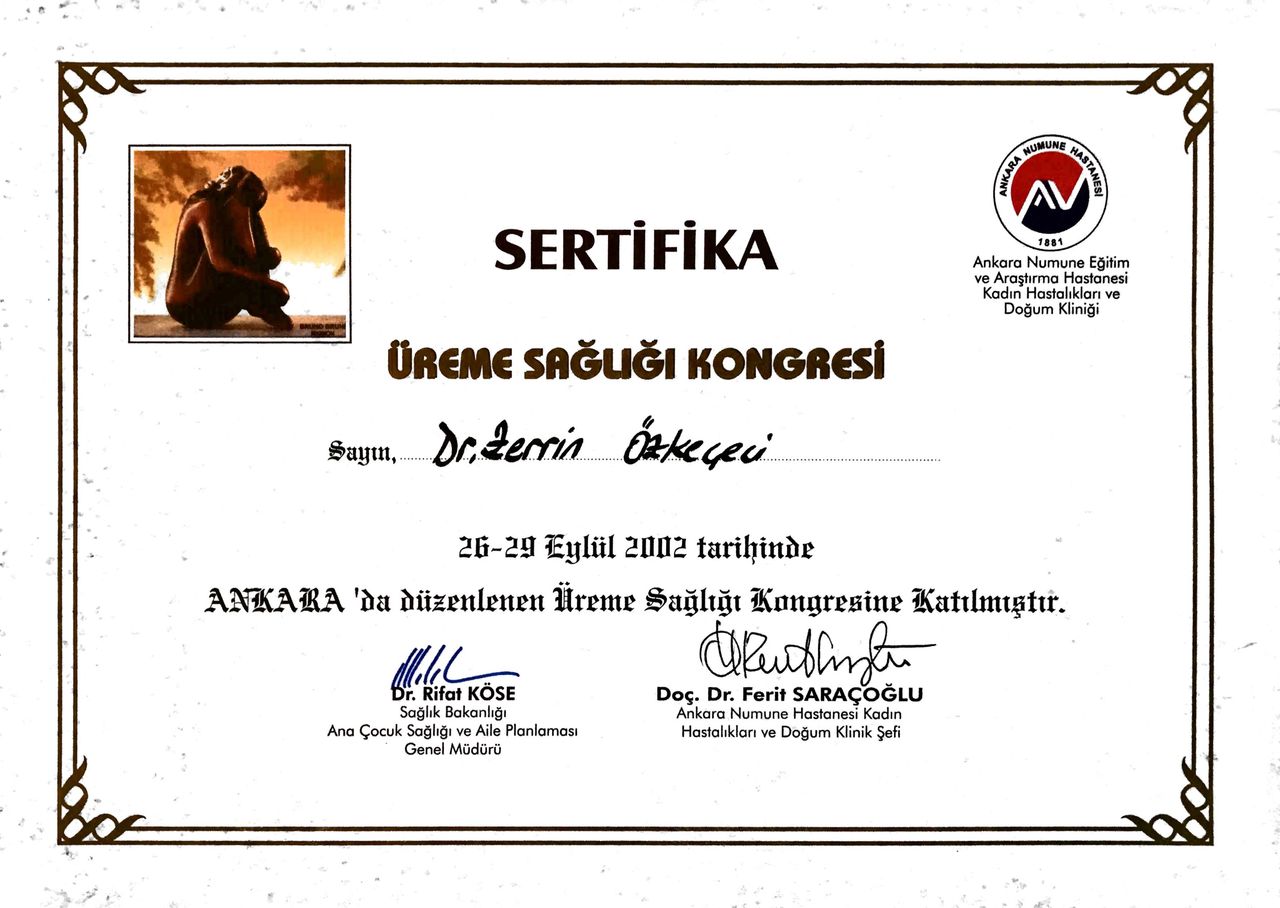 SERTİFİKA
ANKARA NUMUNE HASTANESİ
1881
Ankara Numune Eğitim
ve Araştırma Hastanesi
Kadın Hastalıkları ve
Doğum Kliniği
BRUNO BRUNI
ÜREME SAĞLIĞI KONGRESİ
Sayın, Dr. Zerrin Özkeçeci
26-29 Eylül 2002 tarihinde
ANKARA 'da düzenlenen Üreme Sağlığı Kongresine Katılmıştır.
Dr. Rifat KÖSE
Sağlık Bakanlığı
Ana Çocuk Sağlığı ve Aile Planlaması
Genel Müdürü
Doç. Dr. Ferit SARAÇOĞLU
Ankara Numune Hastanesi Kadın
Hastalıkları ve Doğum Klinik Şefi